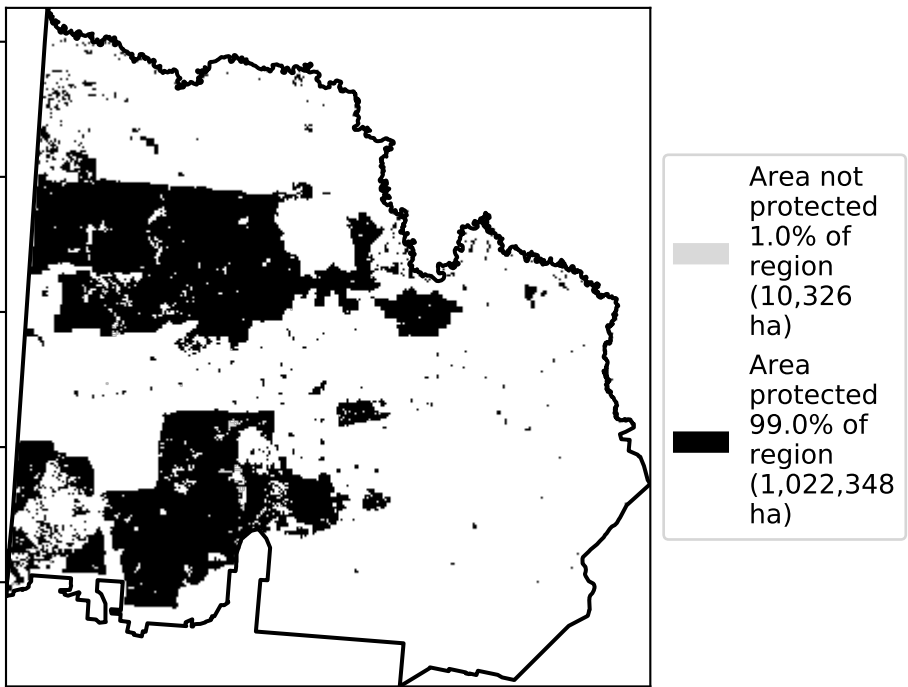 Area not
protected
1.0% of
region
(10,326
ha)
Area
protected
99.0% of
region
(1,022,348
ha)